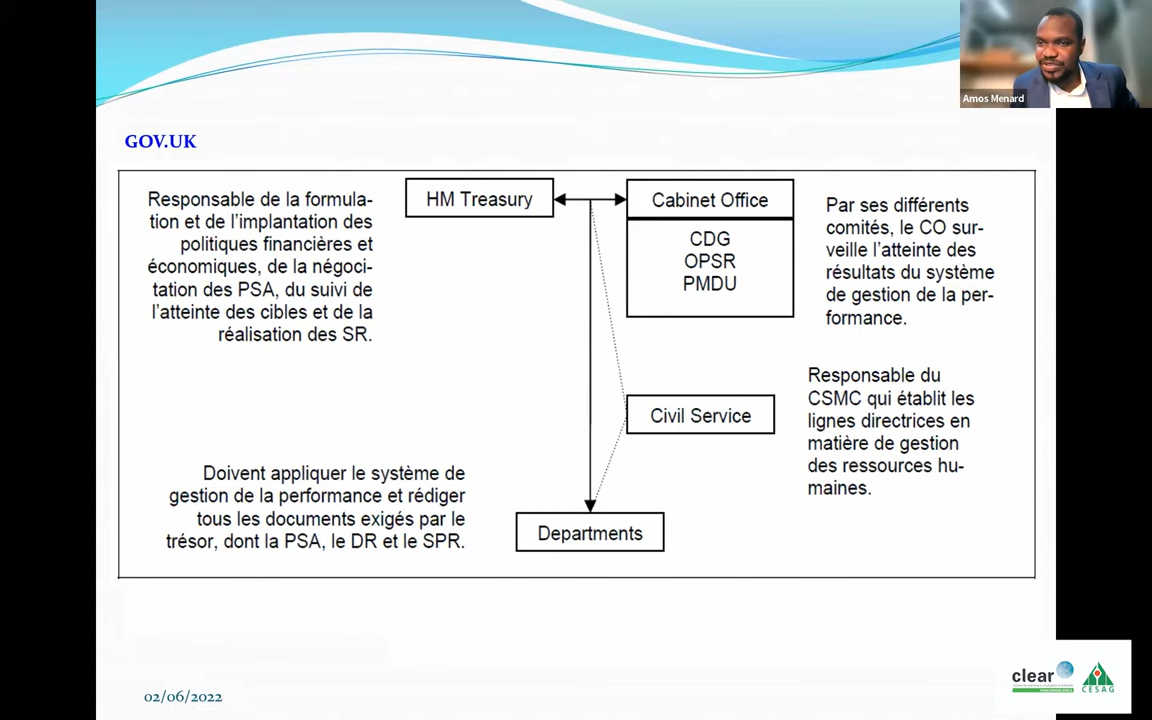 Amos Menard
GOV.UK
Responsable de la formula-
tion et de l'implantation des
politiques financières et
économiques, de la négoci-
tation des PSA, du suivi de
l'atteinte des cibles et de la
réalisation des SR.
HM Treasury
Cabinet Office
CDG
OPSR
PMDU
Par ses différents
comités, le CO sur-
veille l'atteinte des
résultats du système
de gestion de la per-
formance.
Civil Service
Responsable du
CSMC qui établit les
lignes directrices en
matière de gestion
des ressources hu-
maines.
Doivent appliquer le système de
gestion de la performance et rédiger
tous les documents exigés par le
trésor, dont la PSA, le DR et le SPR.
Departments
02/06/2022
clear
CESAG